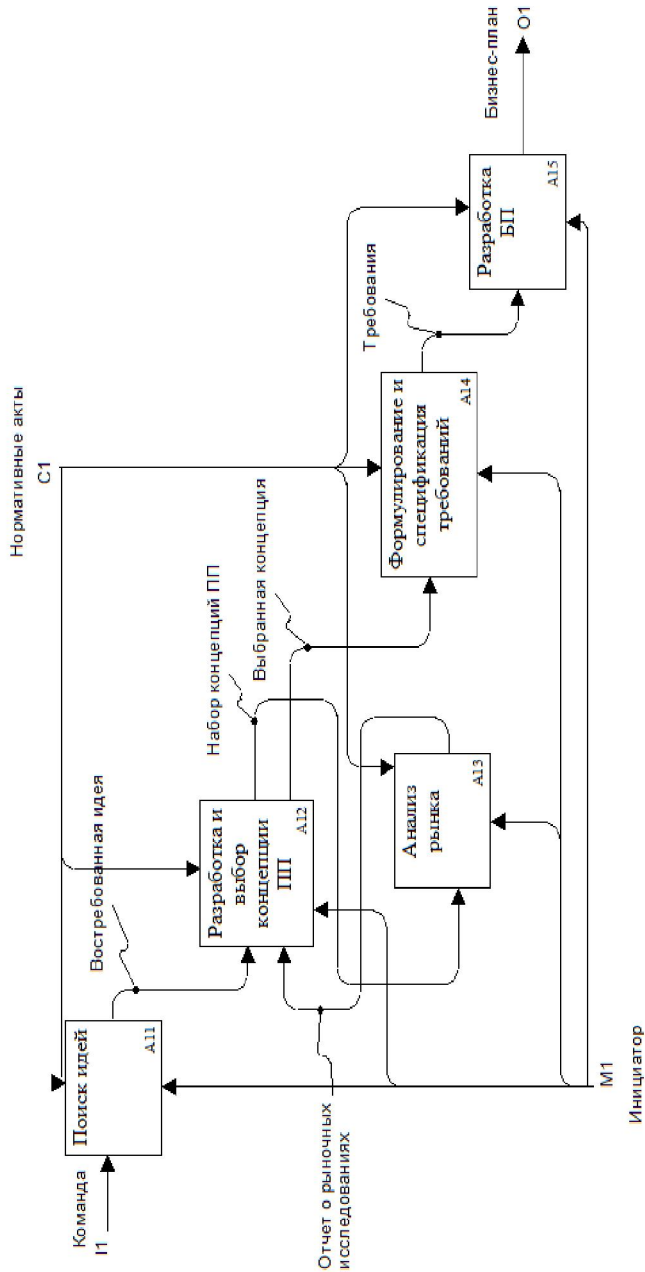 Нормативные акты
C1
Команда
I1
Поиск идей
A11
Востребованная идея
Разработка и
выбор
концепции
ПП
A12
Набор концепций ПП
Выбранная концепция
Отчет о рыночных
исследованиях
Анализ
рынка
A13
Формулирование и
спецификация
требований
A14
Требования
Разработка
БП
A15
Бизнес-план
O1
M1
Инициатор